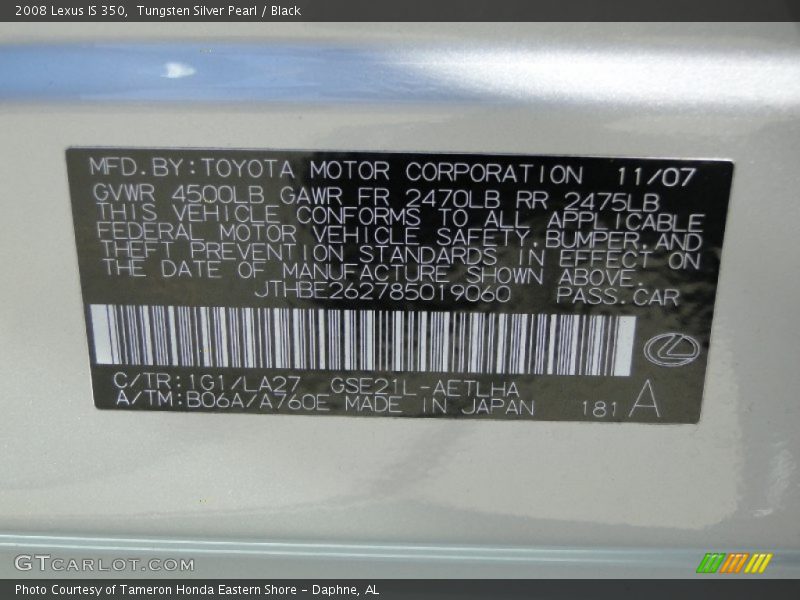 2008 Lexus IS 350,  Tungsten Silver Pearl / Black
MFD.BY:TOYOTA MOTOR CORPORATION 11/07
GVWR 4500LB GAWR FR 2470LB RR 2475LB
THIS VEHICLE CONFORMS TO ALL APPLICABLE
FEDERAL MOTOR VEHICLE SAFETY,BUMPER,AND
THEFT PREVENTION STANDARDS IN EFFECT ON
THE DATE OF MANUFACTURE SHOWN ABOVE.
JTHBE262785019060 PASS.CAR
C/TR:1G1/LA27 GSE21L-AETLHA
A/TM:B06A/A760E MADE IN JAPAN 181 A
GTCARLOT.COM
Photo Courtesy of Tameron Honda Eastern Shore – Daphne, AL